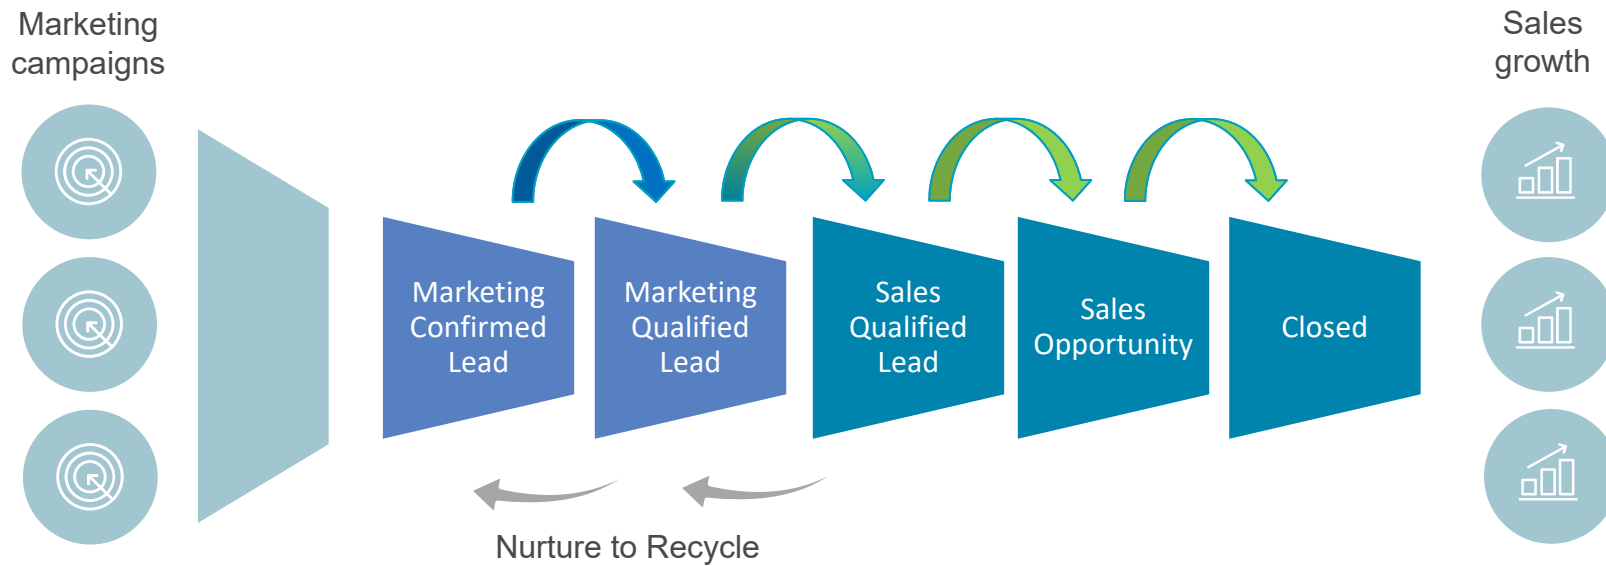 Marketing
campaigns
Sales
growth
Marketing
Confirmed
Lead
Marketing
Qualified
Lead
Sales
Qualified
Lead
Sales
Opportunity
Closed
Nurture to Recycle